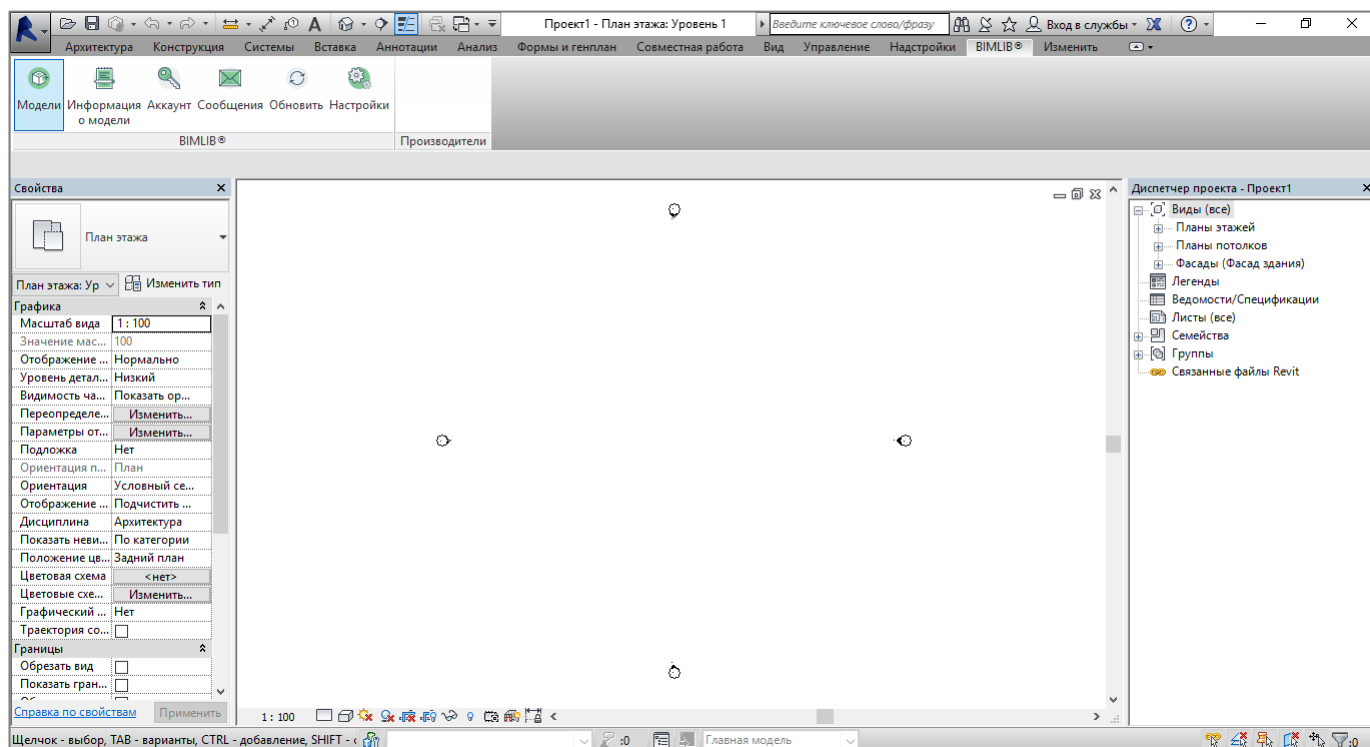 Проект1 - План этажа: Уровень 1
Введите ключевое слово/фразу
Вход в службы
Архитектура Конструкция Системы Вставка Аннотации Анализ Формы и генплан Совместная работа Вид Управление Надстройки BIMLIB® Изменить
Модели Информация о модели Аккаунт Сообщения Обновить Настройки
BIMLIB® Производители
Свойства
План этажа
План этажа: Ур Изменить тип
Графика
Масштаб вида 1 : 100
Значение мас... 100
Отображение ... Нормально
Уровень детал... Низкий
Видимость ча... Показать ор...
Переопределе... Изменить...
Параметры от... Изменить...
Подложка Нет
Ориентация п... План
Ориентация Условный се...
Отображение ... Подчистить ...
Дисциплина Архитектура
Показать неви... По категории
Положение цв... Задний план
Цветовая схема <нет>
Цветовые схе... Изменить...
Графический ... Нет
Траектория со...
Границы
Обрезать вид
Показать гран...
Справка по свойствам Применить
1 : 100
Диспетчер проекта - Проект1
Виды (все)
Планы этажей
Планы потолков
Фасады (Фасад здания)
Легенды
Ведомости/Спецификации
Листы (все)
Семейства
Группы
Связанные файлы Revit
Щелчок - выбор, TAB - варианты, CTRL - добавление, SHIFT - :0 Главная модель :0